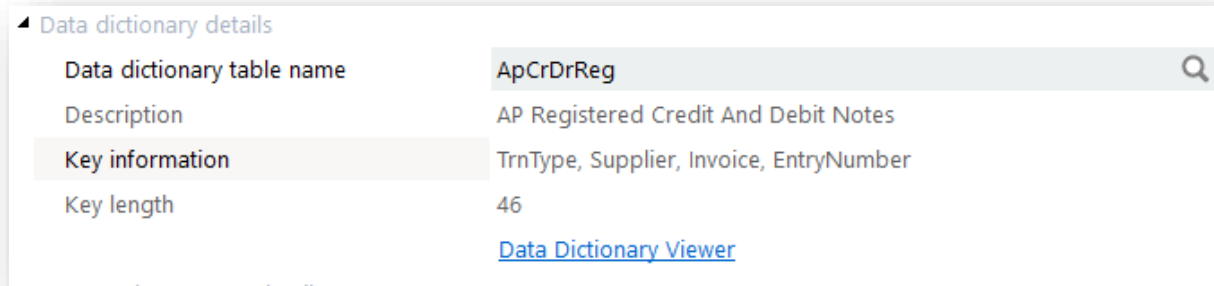 Data dictionary details
Data dictionary table name ApCrDrReg
Description AP Registered Credit And Debit Notes
Key information TrnType, Supplier, Invoice, EntryNumber
Key length 46
Data Dictionary Viewer